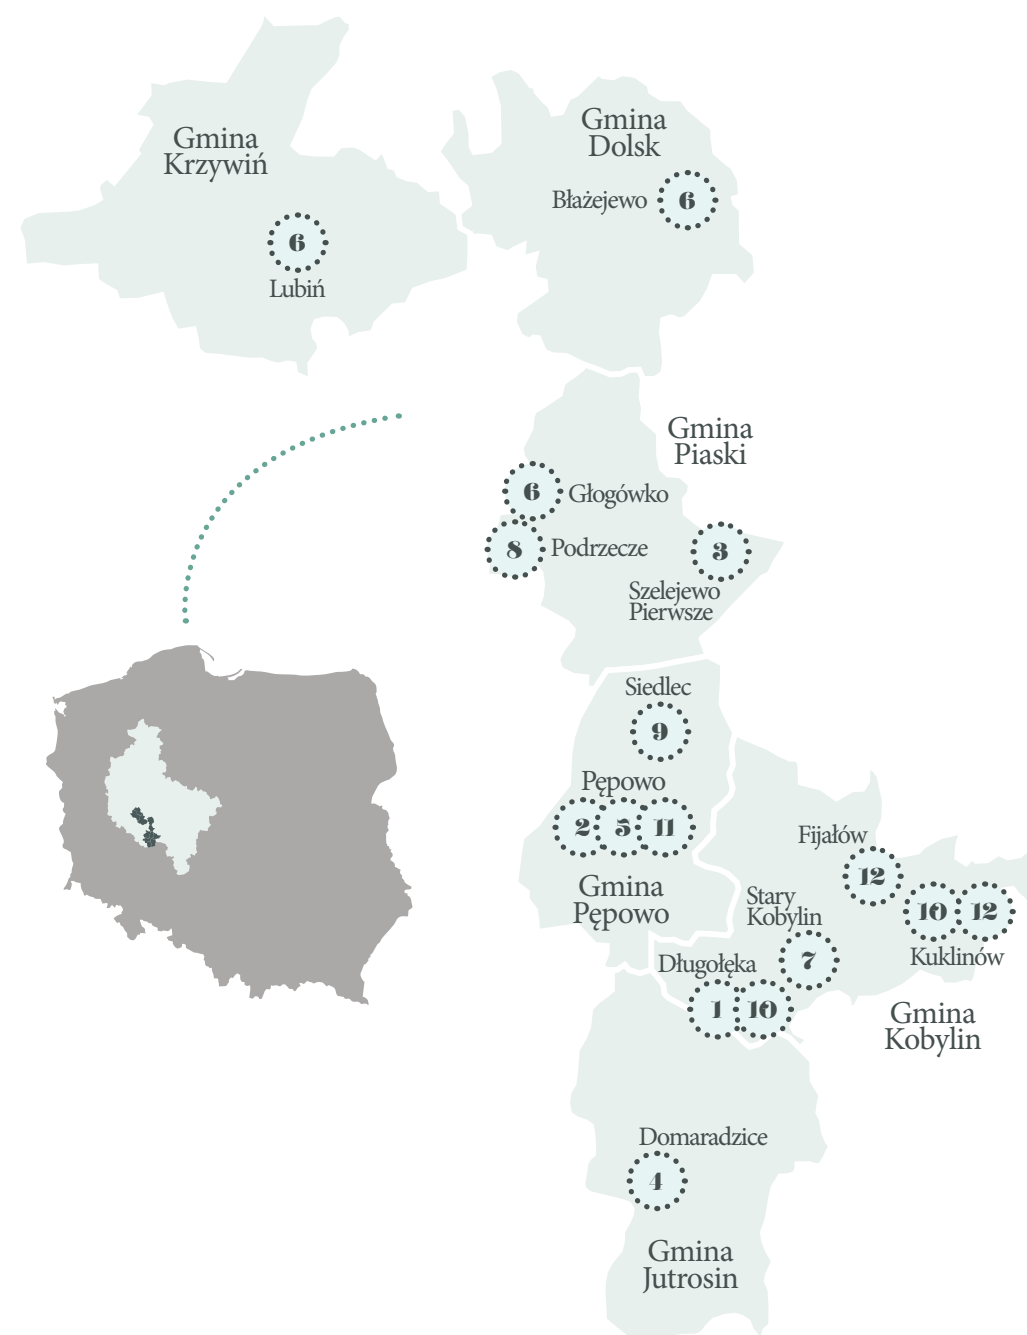 Gmina
Krzywiń
6
Lubiń
Gmina
Dolsk
Błażejewo 6
Gmina
Piaski
6 Głogówko
8 Podrzecze
3
Szelejewo
Pierwsze
Siedlec
9
Pępowo
2 5 11
Gmina
Pępowo
Fijałów
12
10 12
Kuklinów
Stary
Kobylin
7
Długołęka
1 10
Gmina
Kobylin
Domaradzice
4
Gmina
Jutrosin